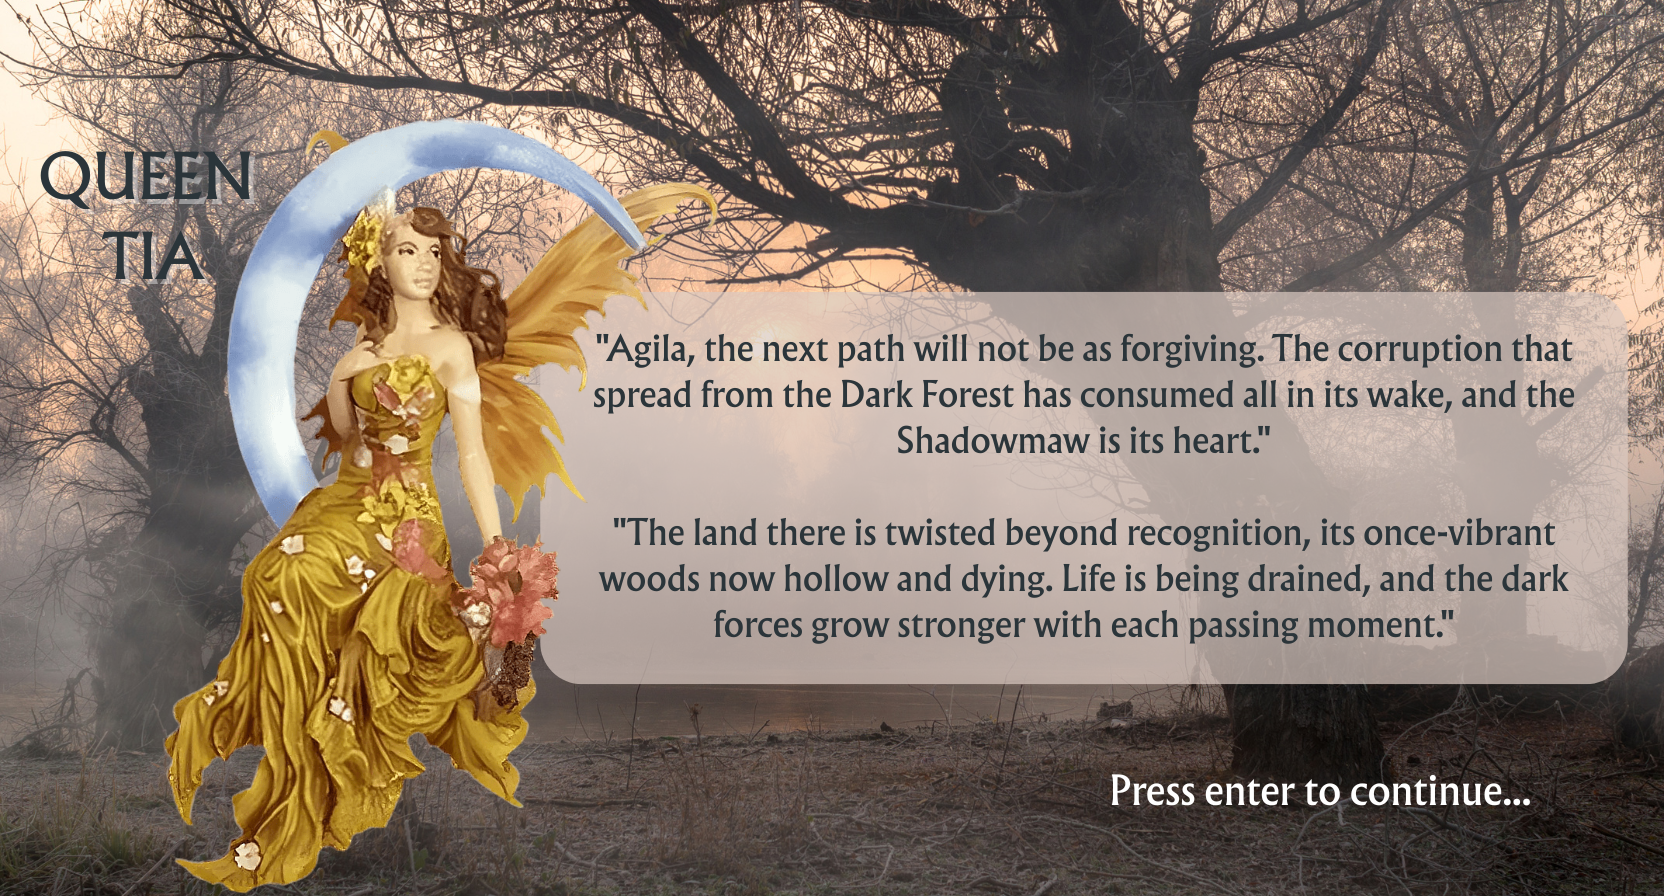 QUEEN
TIA
"Agila, the next path will not be as forgiving. The corruption that
spread from the Dark Forest has consumed all in its wake, and the
Shadowmaw is its heart."
"The land there is twisted beyond recognition, its once-vibrant
woods now hollow and dying. Life is being drained, and the dark
forces grow stronger with each passing moment."
Press enter to continue...